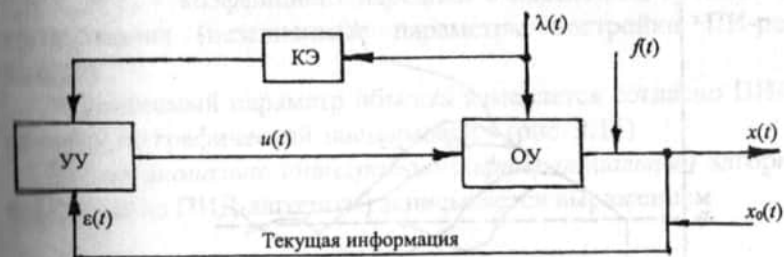 λ(t)
КЭ
f(t)
УУ
u(t)
ОУ
x(t)
ε(t)
x₀(t)
Текущая информация